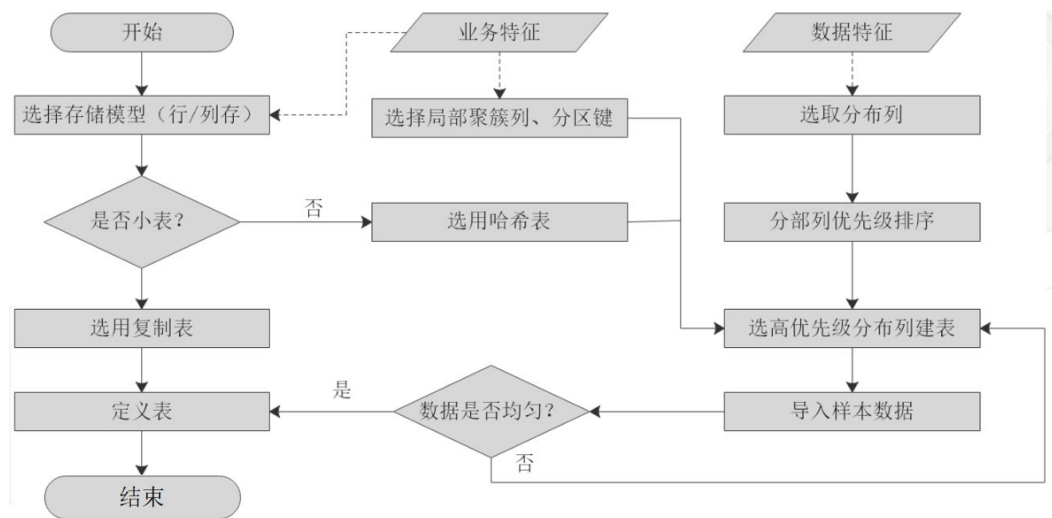 开始
业务特征
数据特征
选择存储模型（行/列存）
选择局部聚簇列、分区键
选取分布列
是否小表?
否
选用哈希表
分部列优先级排序
选用复制表
选高优先级分布列建表
定义表
是
数据是否均匀?
导入样本数据
否
结束